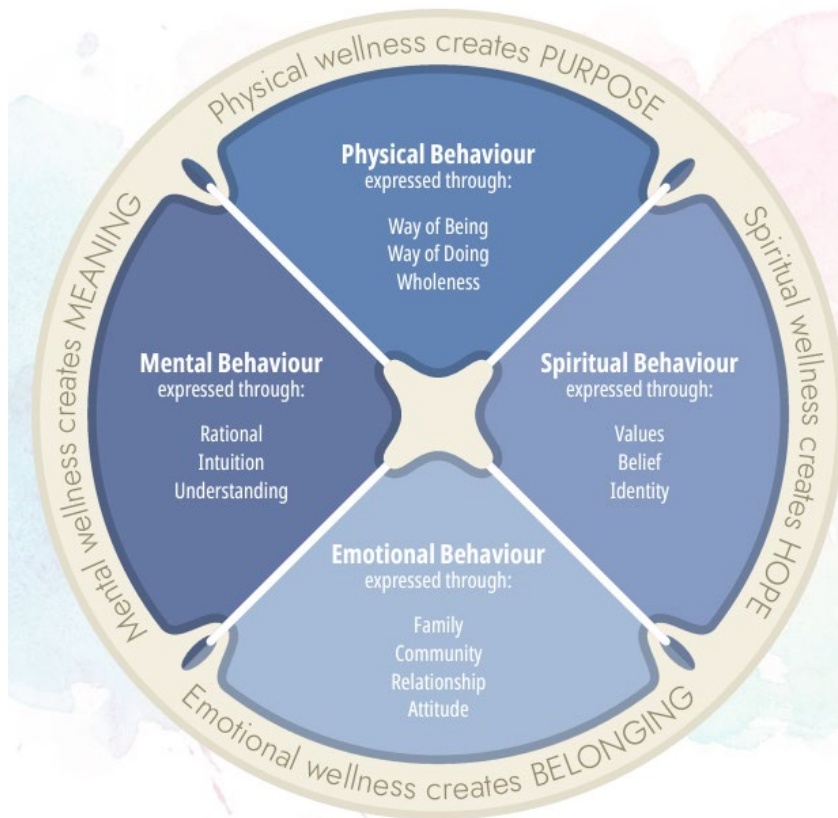 Physical wellness creates PURPOSE
Physical Behaviour
expressed through:
Way of Being
Way of Doing
Wholeness
Mental wellness creates MEANING
Mental Behaviour
expressed through:
Rational
Intuition
Understanding
Spiritual Behaviour
expressed through:
Values
Belief
Identity
Spiritual wellness creates HOPE
Emotional Behaviour
expressed through:
Family
Community
Relationship
Attitude
Emotional wellness creates BELONGING